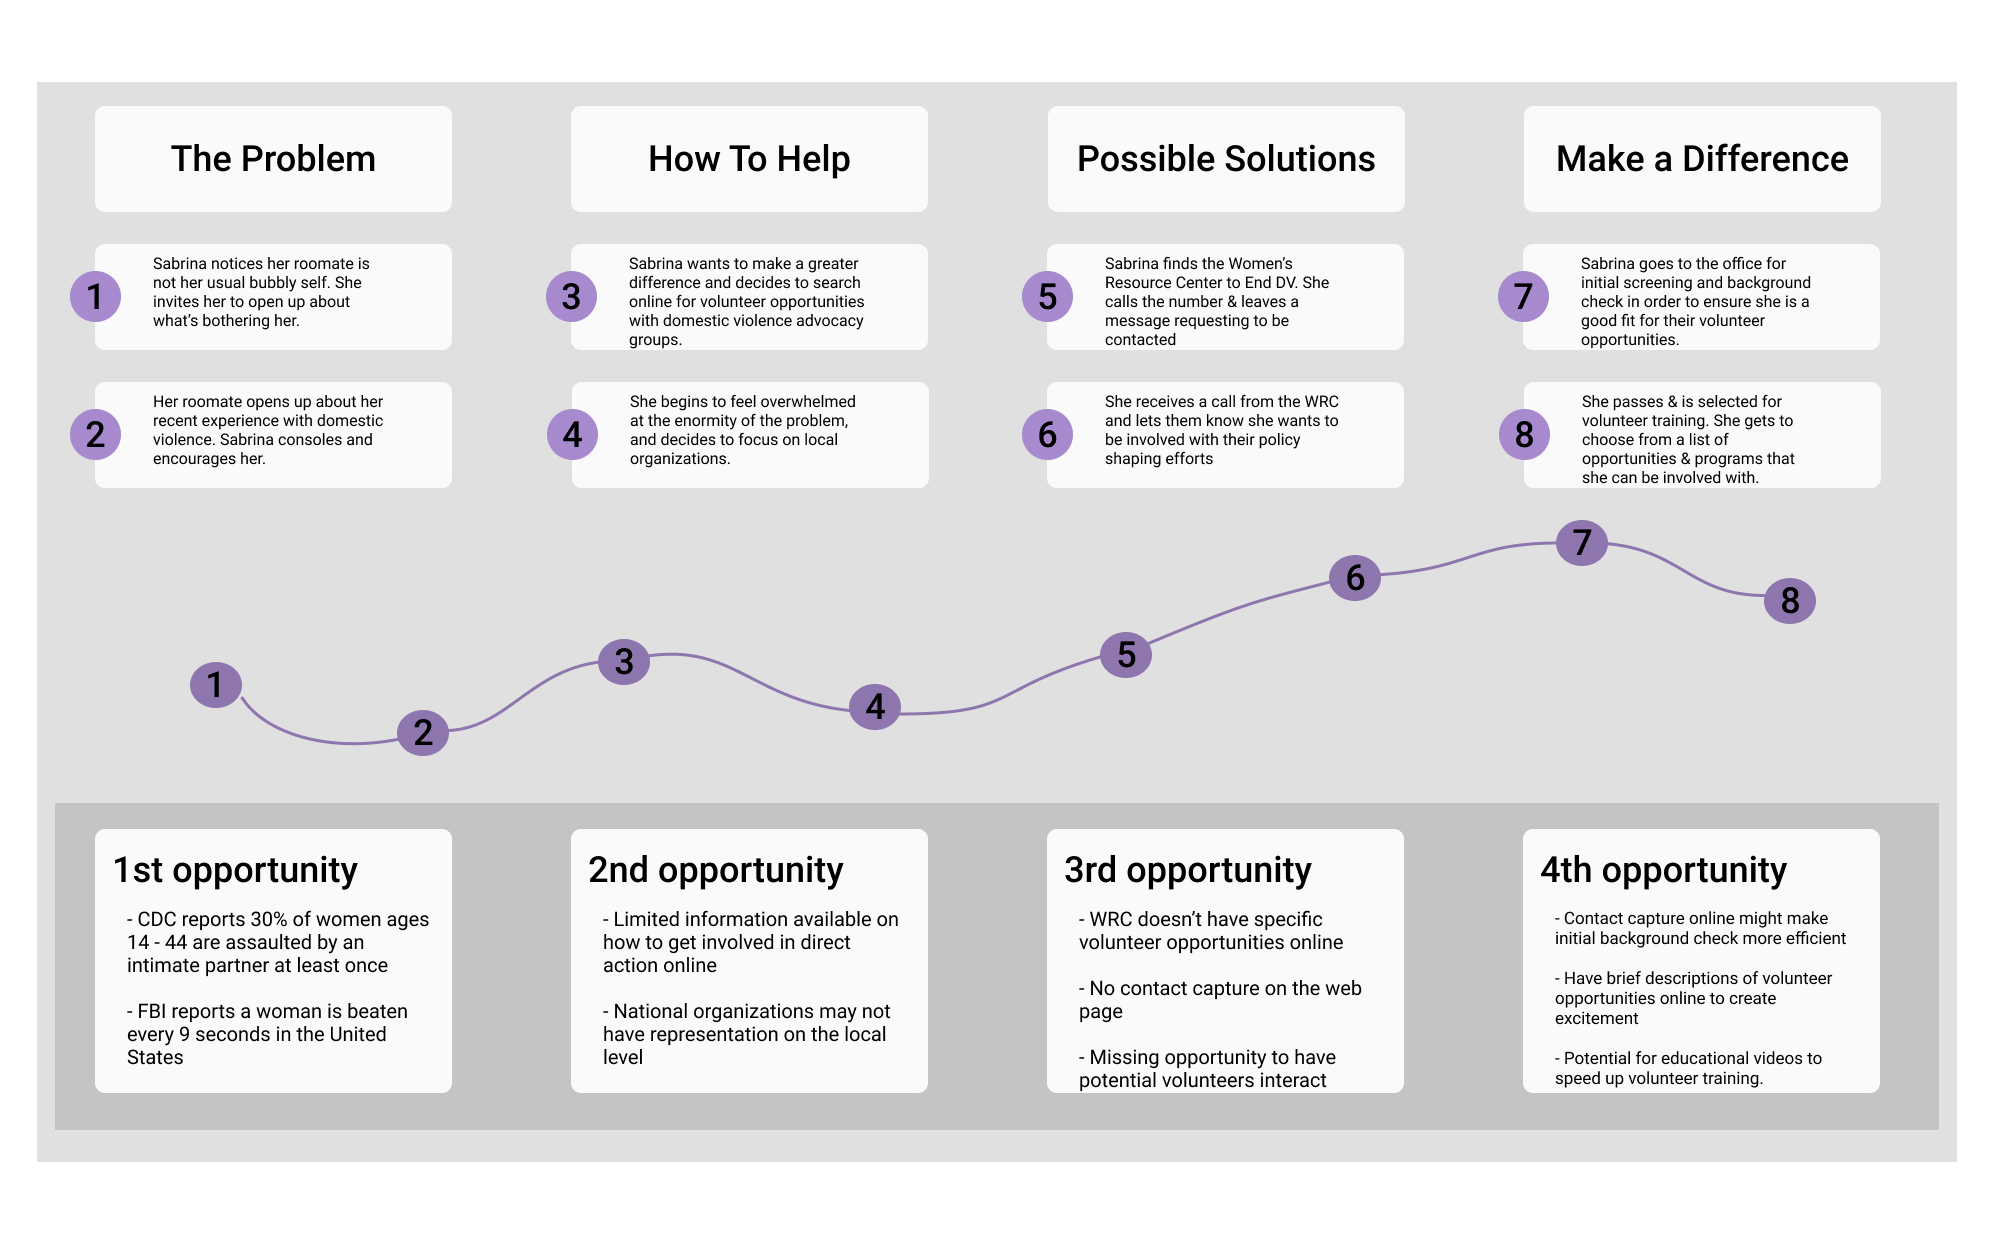 The Problem
How To Help
Possible Solutions
Make a Difference
1
Sabrina notices her roomate is
not her usual bubbly self. She
invites her to open up about
what's bothering her.
3
Sabrina wants to make a greater
difference and decides to search
online for volunteer opportunities
with domestic violence advocacy
groups.
5
Sabrina finds the Women's
Resource Center to End DV. She
calls the number & leaves a
message requesting to be
contacted
7
Sabrina goes to the office for
initial screening and background
check in order to ensure she is a
good fit for their volunteer
opportunities.
2
Her roomate opens up about her
recent experience with domestic
violence. Sabrina consoles and
encourages her.
4
She begins to feel overwhelmed
at the enormity of the problem,
and decides to focus on local
organizations.
6
She receives a call from the WRC
and lets them know she wants to
be involved with their policy
shaping efforts
8
She passes & is selected for
volunteer training. She gets to
choose from a list of
opportunities & programs that
she can be involved with.
1
2
3
4
5
6
7
8
1st opportunity
- CDC reports 30% of women ages
14 - 44 are assaulted by an
intimate partner at least once
- FBI reports a woman is beaten
every 9 seconds in the United
States
2nd opportunity
- Limited information available on
how to get involved in direct
action online
- National organizations may not
have representation on the local
level
3rd opportunity
- WRC doesn't have specific
volunteer opportunities online
- No contact capture on the web
page
- Missing opportunity to have
potential volunteers interact
4th opportunity
- Contact capture online might make
initial background check more efficient
- Have brief descriptions of volunteer
opportunities online to create
excitement
- Potential for educational videos to
speed up volunteer training.